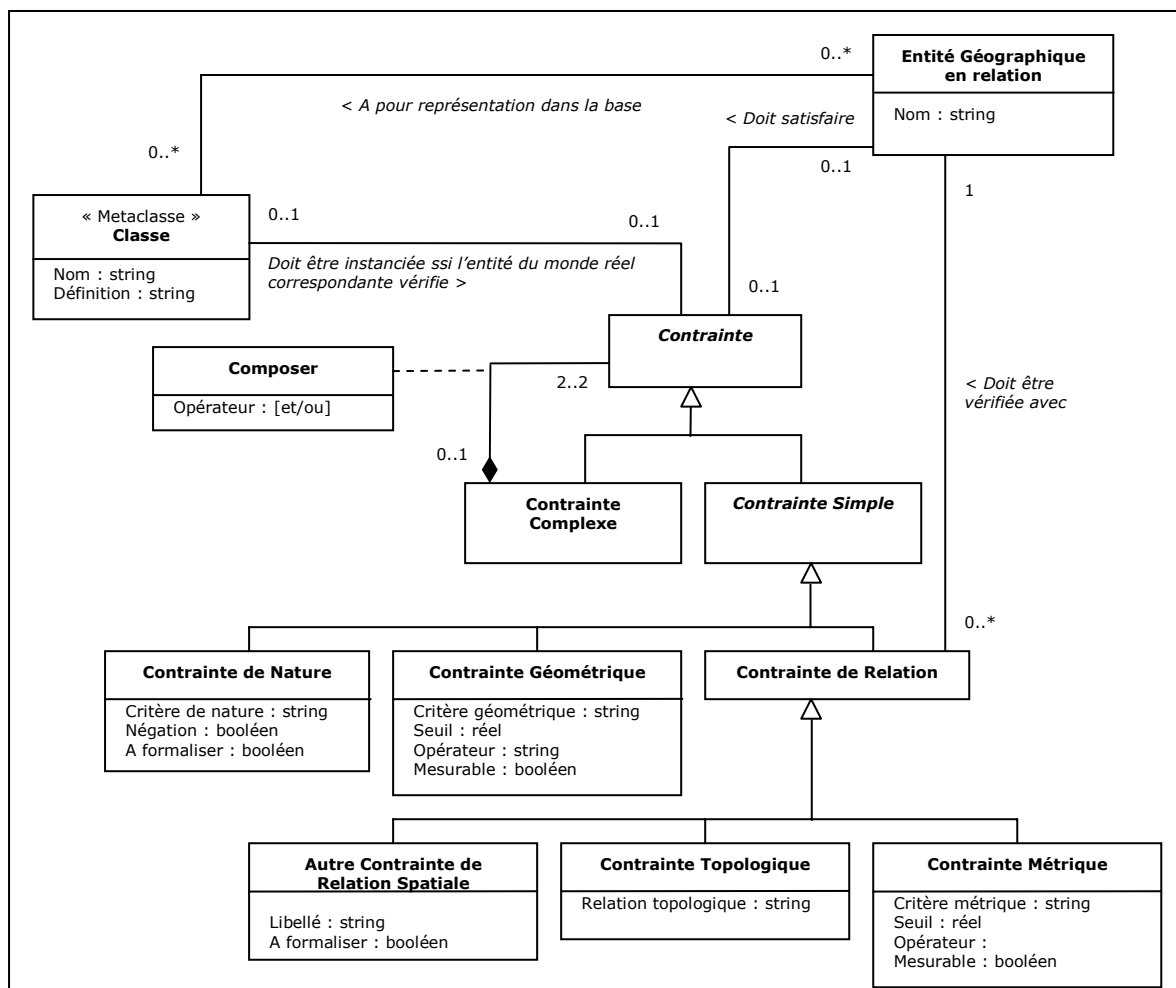 0..*
Entité Géographique
en relation
< A pour représentation dans la base
< Doit satisfaire
Nom : string
0..*
0..1
1
« Metaclasse »
Classe
0..1
0..1
Nom : string
Définition : string
Doit être instanciée ssi l’entité du monde réel
correspondante vérifie >
0..1
Contrainte
Composer
Opérateur : [et/ou]
2..2
< Doit être
vérifiée avec
0..1
Contrainte
Complexe
Contrainte Simple
0..*
Contrainte de Nature
Critère de nature : string
Négation : booléen
A formaliser : booléen
Contrainte Géométrique
Critère géométrique : string
Seuil : réel
Opérateur : string
Mesurable : booléen
Contrainte de Relation
Autre Contrainte de
Relation Spatiale
Libellé : string
A formaliser : booléen
Contrainte Topologique
Relation topologique : string
Contrainte Métrique
Critère métrique : string
Seuil : réel
Opérateur :
Mesurable : booléen